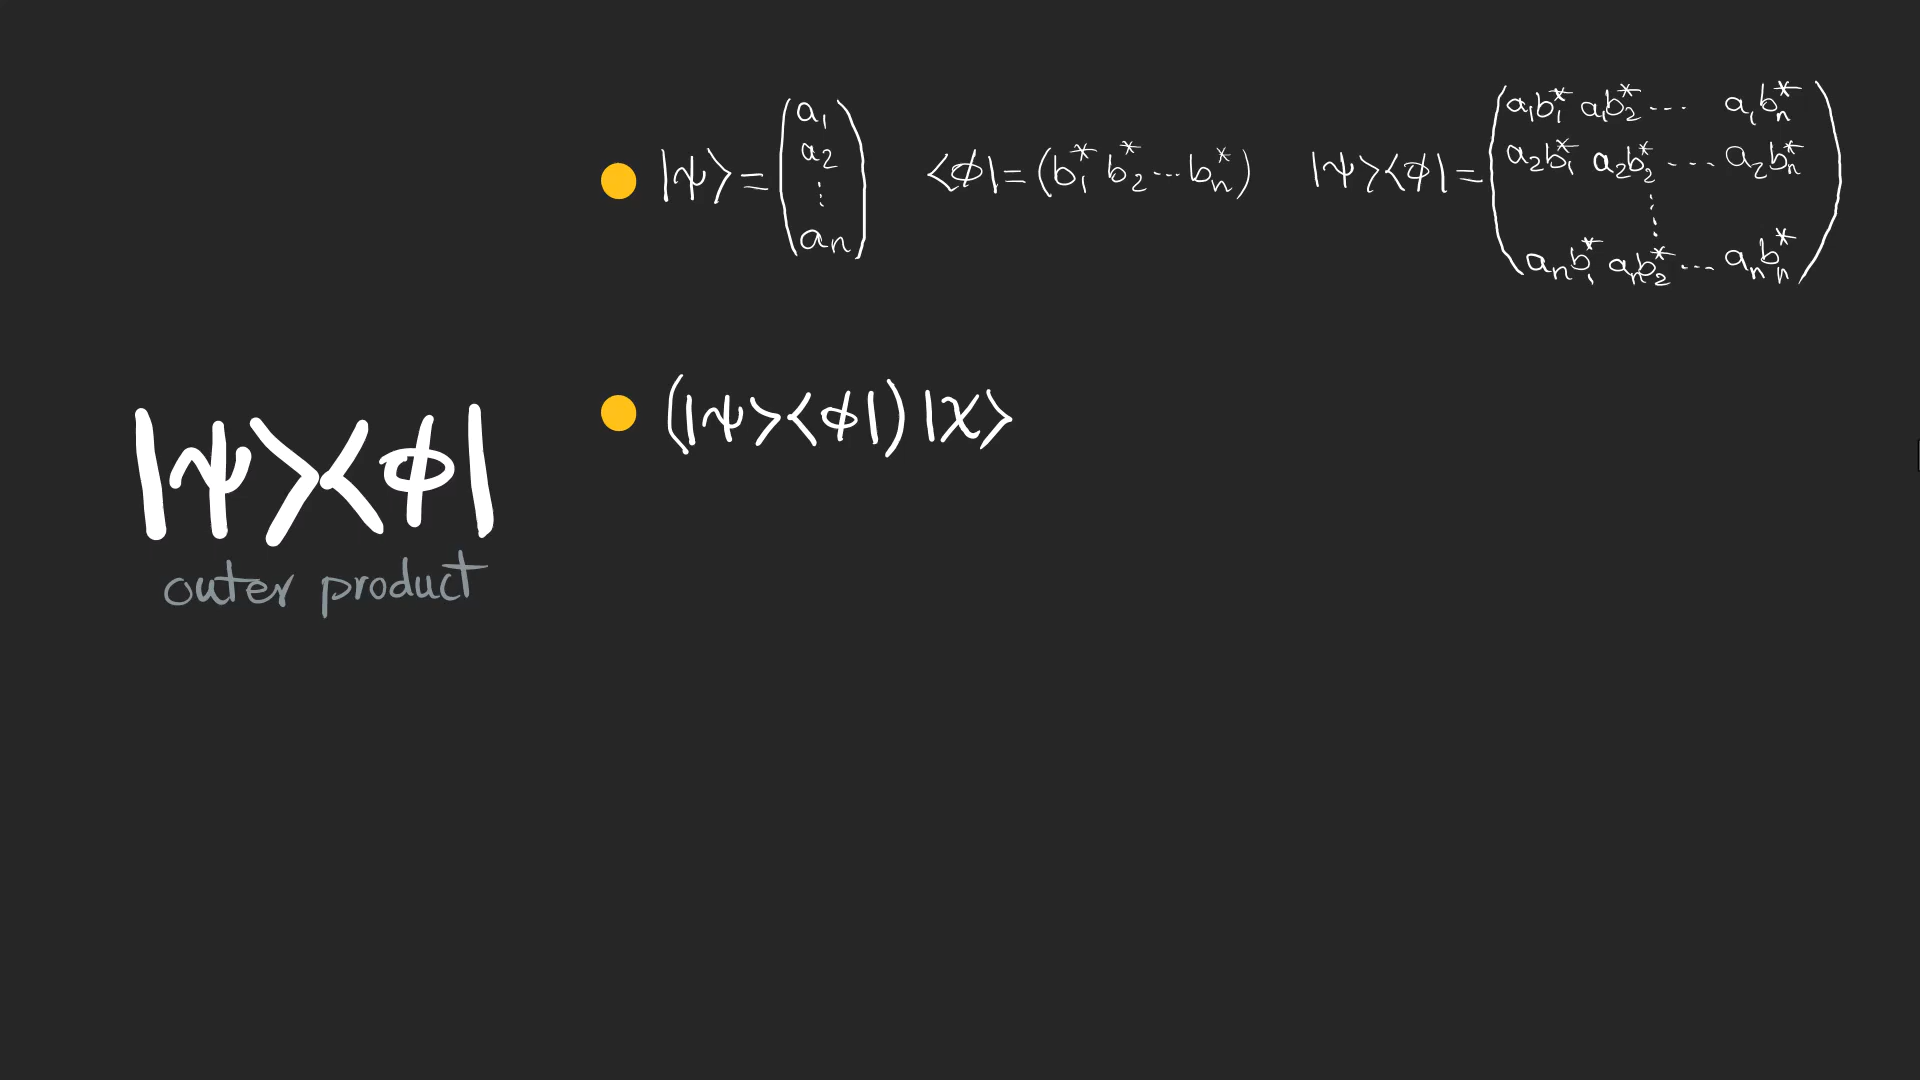 |ψ> = (a1 a2 ⋮ an) <φ| = (b1* b2* ... bn*) |ψ><φ| = (a1b1* a1b2* ... a1bn*
a2b1* a2b2* .... a2bn*
⋮
anb1* anb2* ... anbn*)
(|ψ><φ|) |χ>
|ψ><φ|
outer product